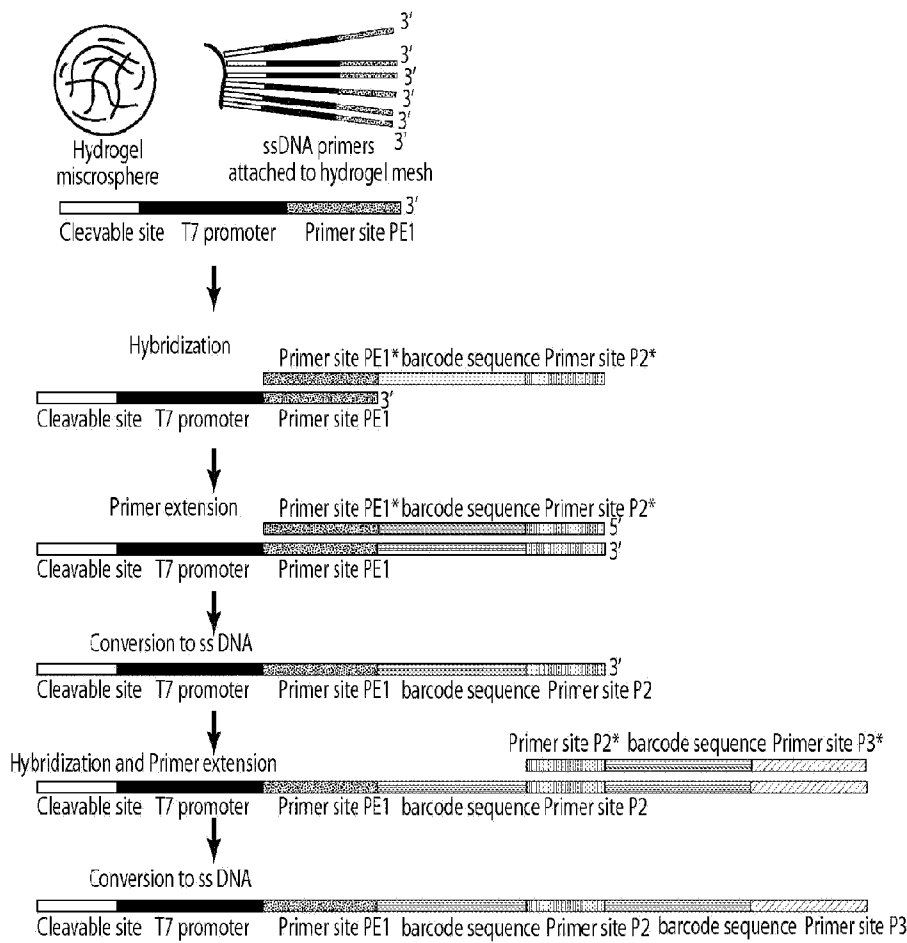 3'
3'
3'
3'
3'
3'
Hydrogel
miscrosphere
ssDNA primers
attached to hydrogel mesh
3'
Cleavable site T7 promoter Primer site PE1
Hybridization
Primer site PE1* barcode sequence Primer site P2*
3'
Cleavable site T7 promoter Primer site PE1
Primer extension
Primer site PE1* barcode sequence Primer site P2*
5'
3'
Cleavable site T7 promoter Primer site PE1
Conversion to ss DNA
3'
Cleavable site T7 promoter Primer site PE1 barcode sequence Primer site P2
Primer site P2* barcode sequence Primer site P3*
Hybridization and Primer extension
Cleavable site T7 promoter Primer site PE1 barcode sequence Primer site P2
Conversion to ss DNA
Cleavable site T7 promoter Primer site PE1 barcode sequence Primer site P2 barcode sequence Primer site P3